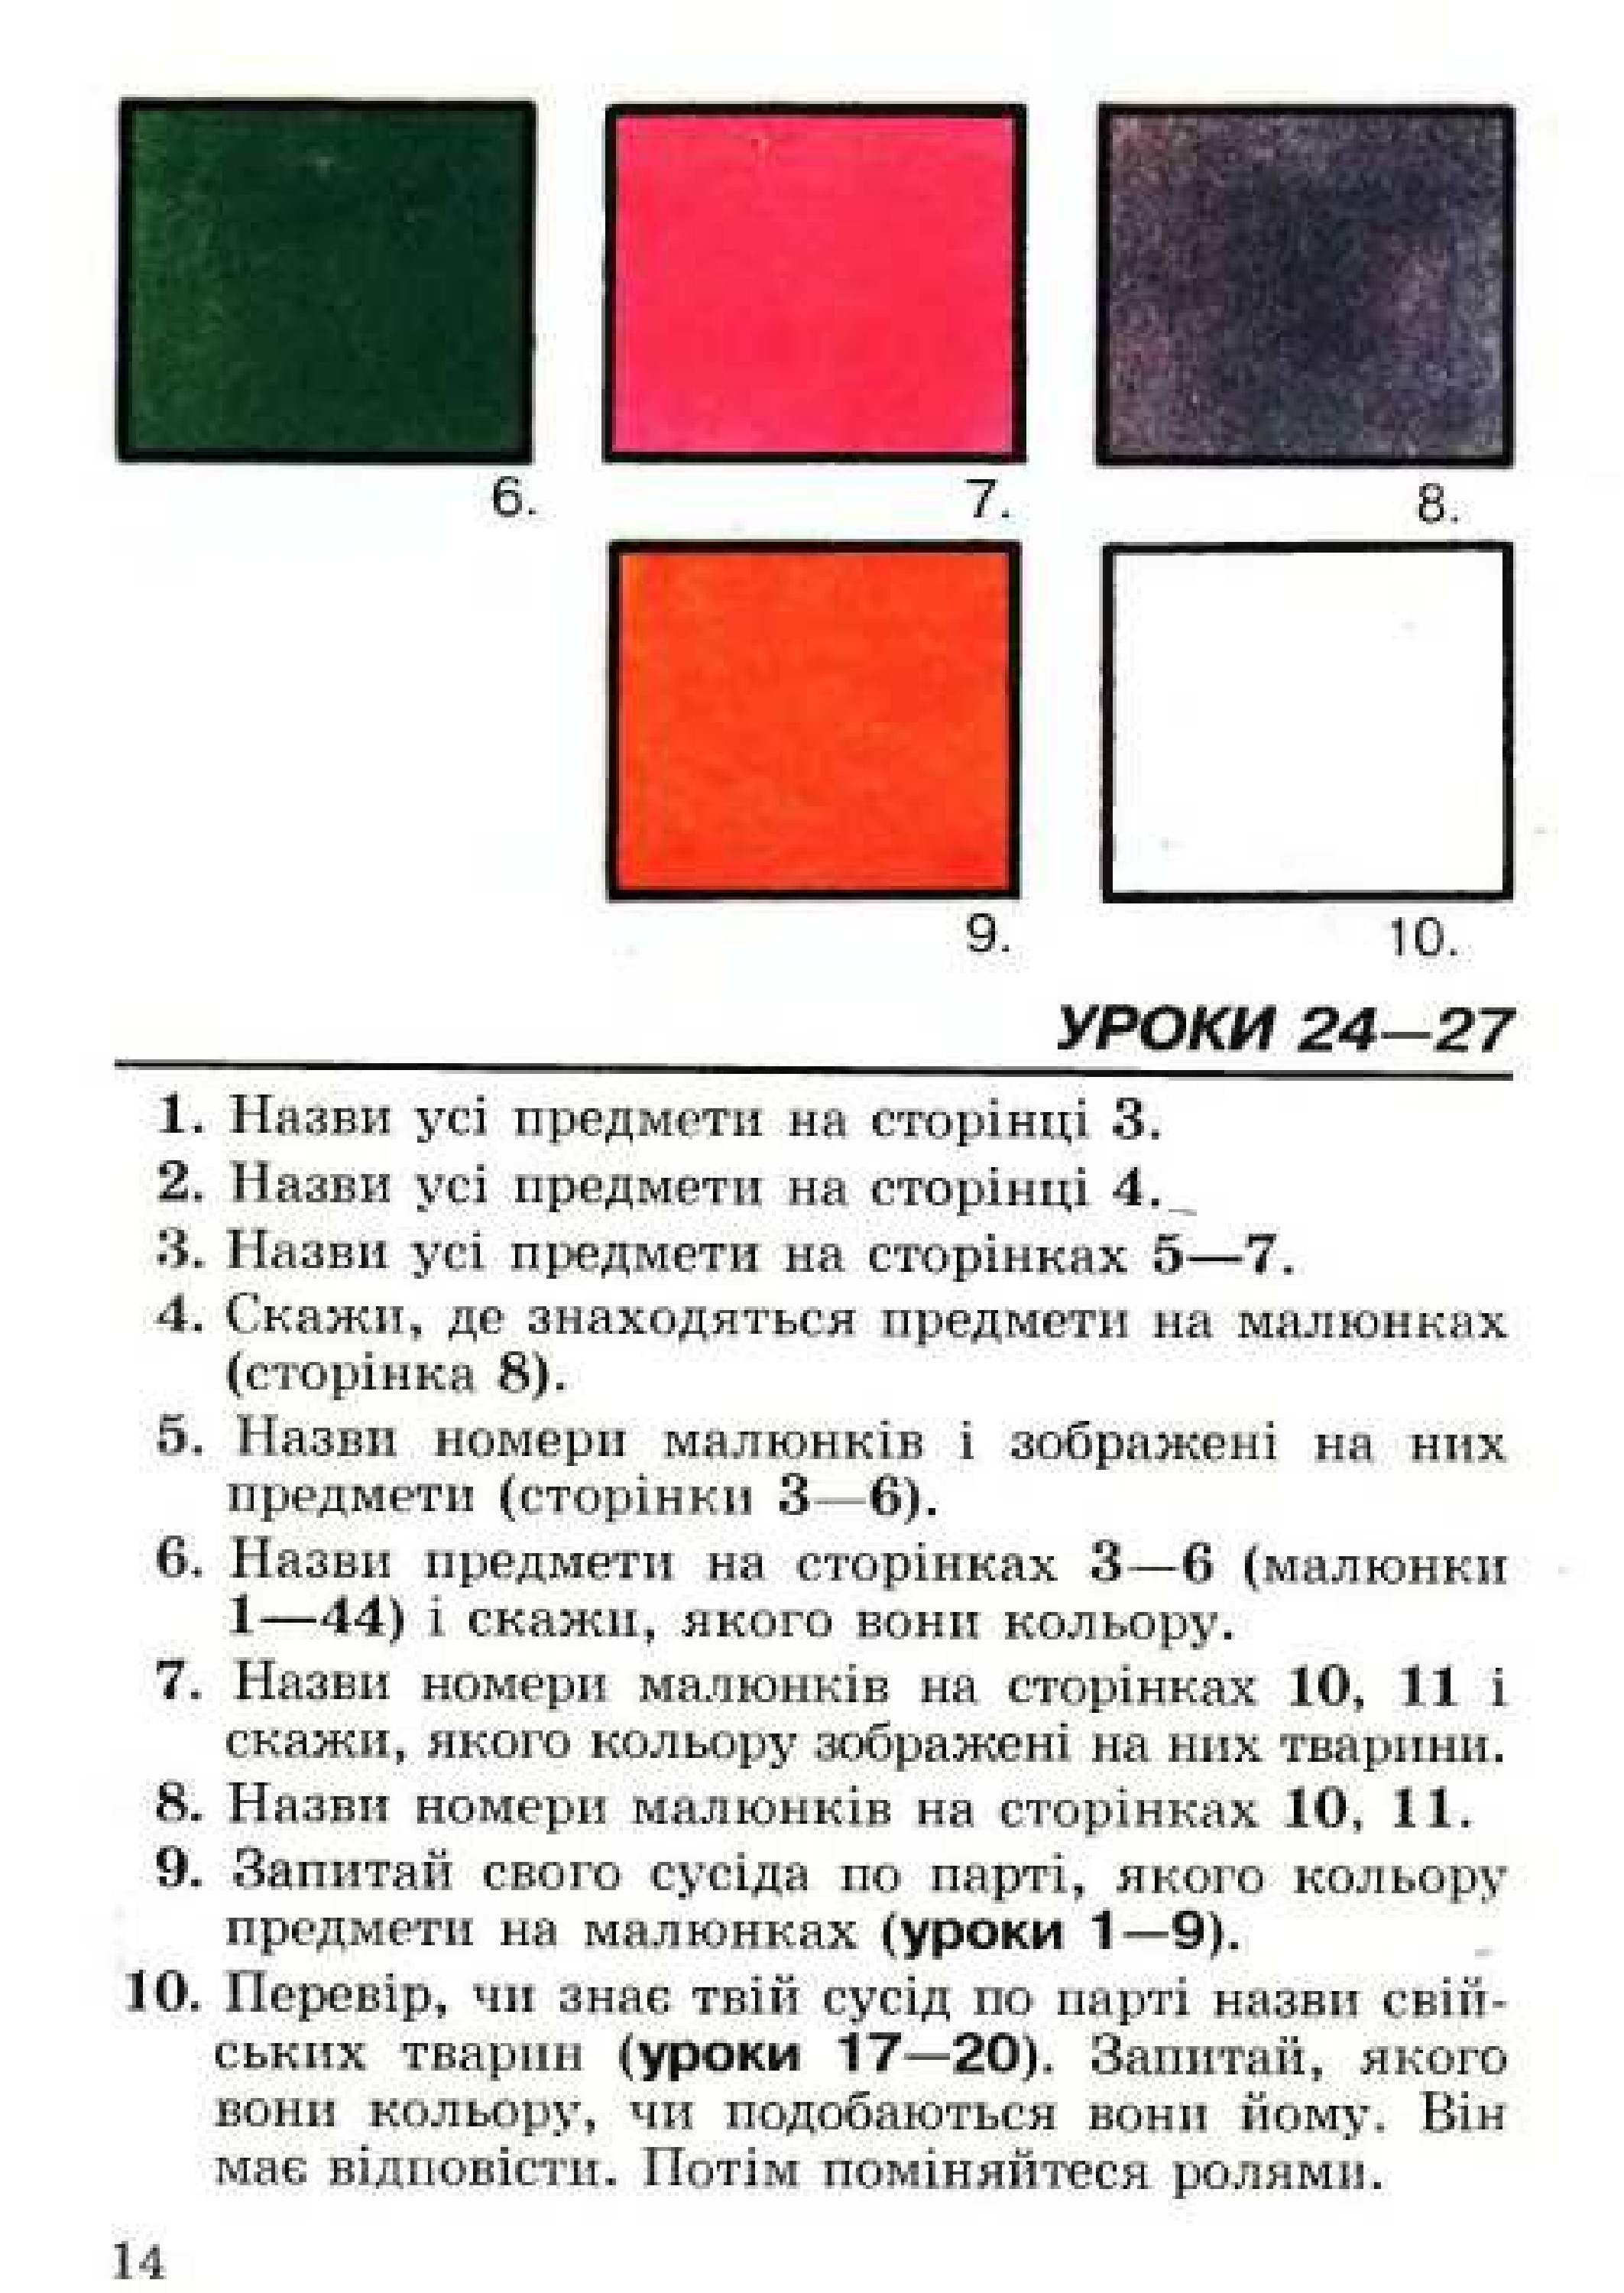 6. 7. 8.
9. 10.
УРОКИ 24—27
1. Назви усі предмети на сторінці 3.
2. Назви усі предмети на сторінці 4.
3. Назви усі предмети на сторінках 5—7.
4. Скажи, де знаходяться предмети на малюнках
(сторінка 8).
5. Назви номери малюнків і зображені на них
предмети (сторінки 3—6).
6. Назви предмети на сторінках 3—6 (малюнки
1—44) і скажи, якого вони кольору.
7. Назви номери малюнків на сторінках 10, 11 і
скажи, якого кольору зображені на них тварини.
8. Назви номери малюнків на сторінках 10, 11.
9. Запитай свого сусіда по парті, якого кольору
предмети на малюнках (уроки 1—9).
10. Перевір, чи знає твій сусід по парті назви свій-
ських тварин (уроки 17—20). Запитай, якого
вони кольору, чи подобаються вони йому. Він
має відповісти. Потім поміняйтеся ролями.
14